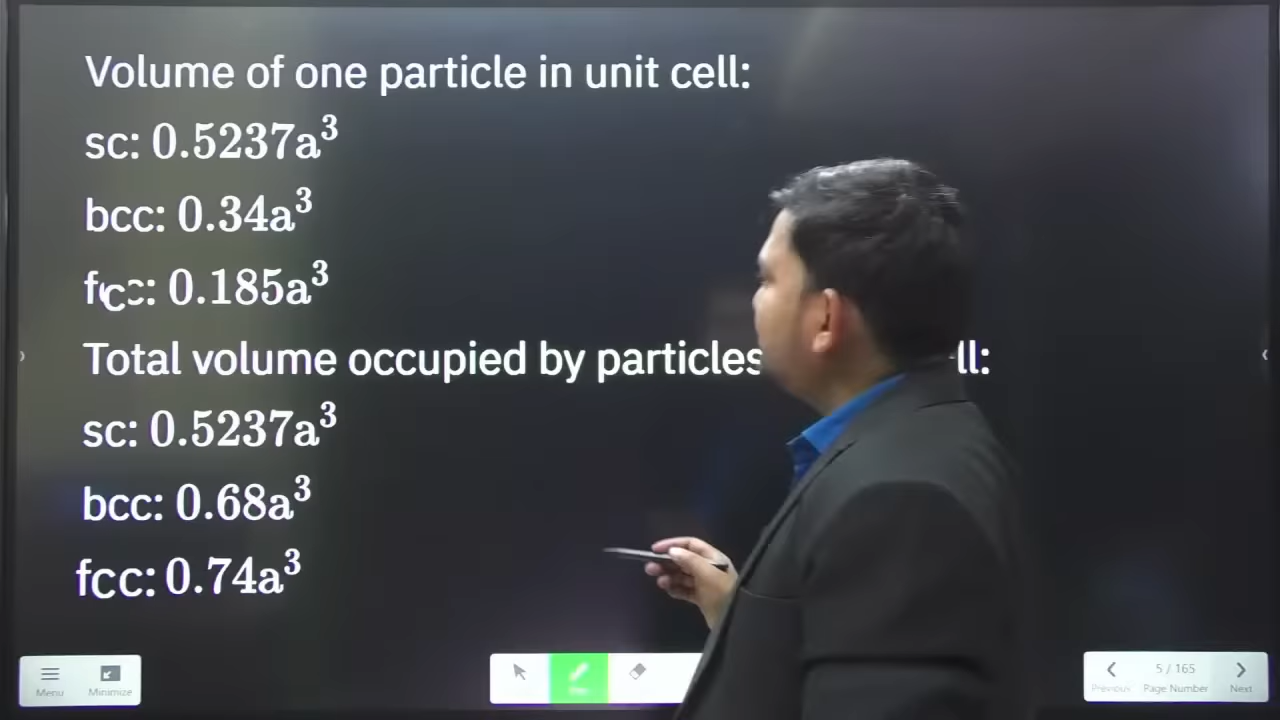 Volume of one particle in unit cell:
sc: 0.5237a³
bcc: 0.34a³
fcc: 0.185a³
Total volume occupied by particles ll:
sc: 0.5237a³
bcc: 0.68a³
fcc: 0.74a³
Menu
Minimize
5 / 165
Previous
Page Number
Next